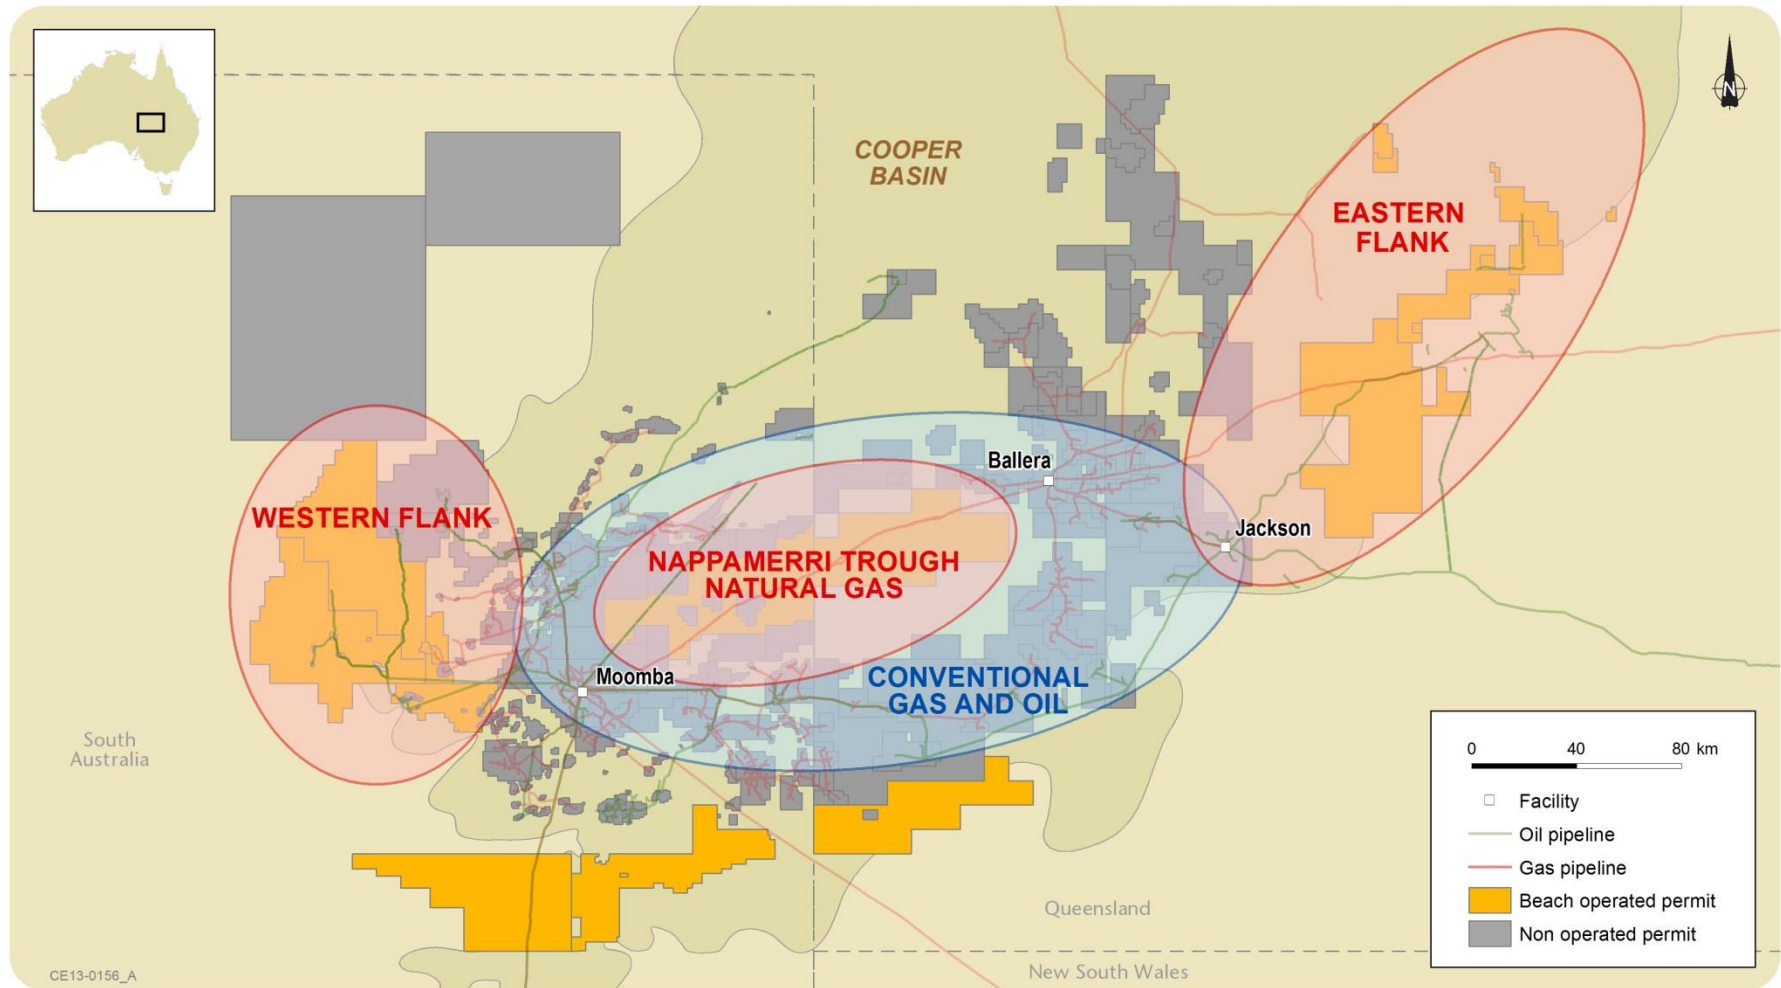 COOPER
BASIN
N
EASTERN
FLANK
Ballera
WESTERN FLANK
Jackson
NAPPAMERRI TROUGH
NATURAL GAS
Moomba
CONVENTIONAL
GAS AND OIL
South
Australia
Queensland
New South Wales
0 40 80 km
Facility
Oil pipeline
Gas pipeline
Beach operated permit
Non operated permit
CE13-0156_A